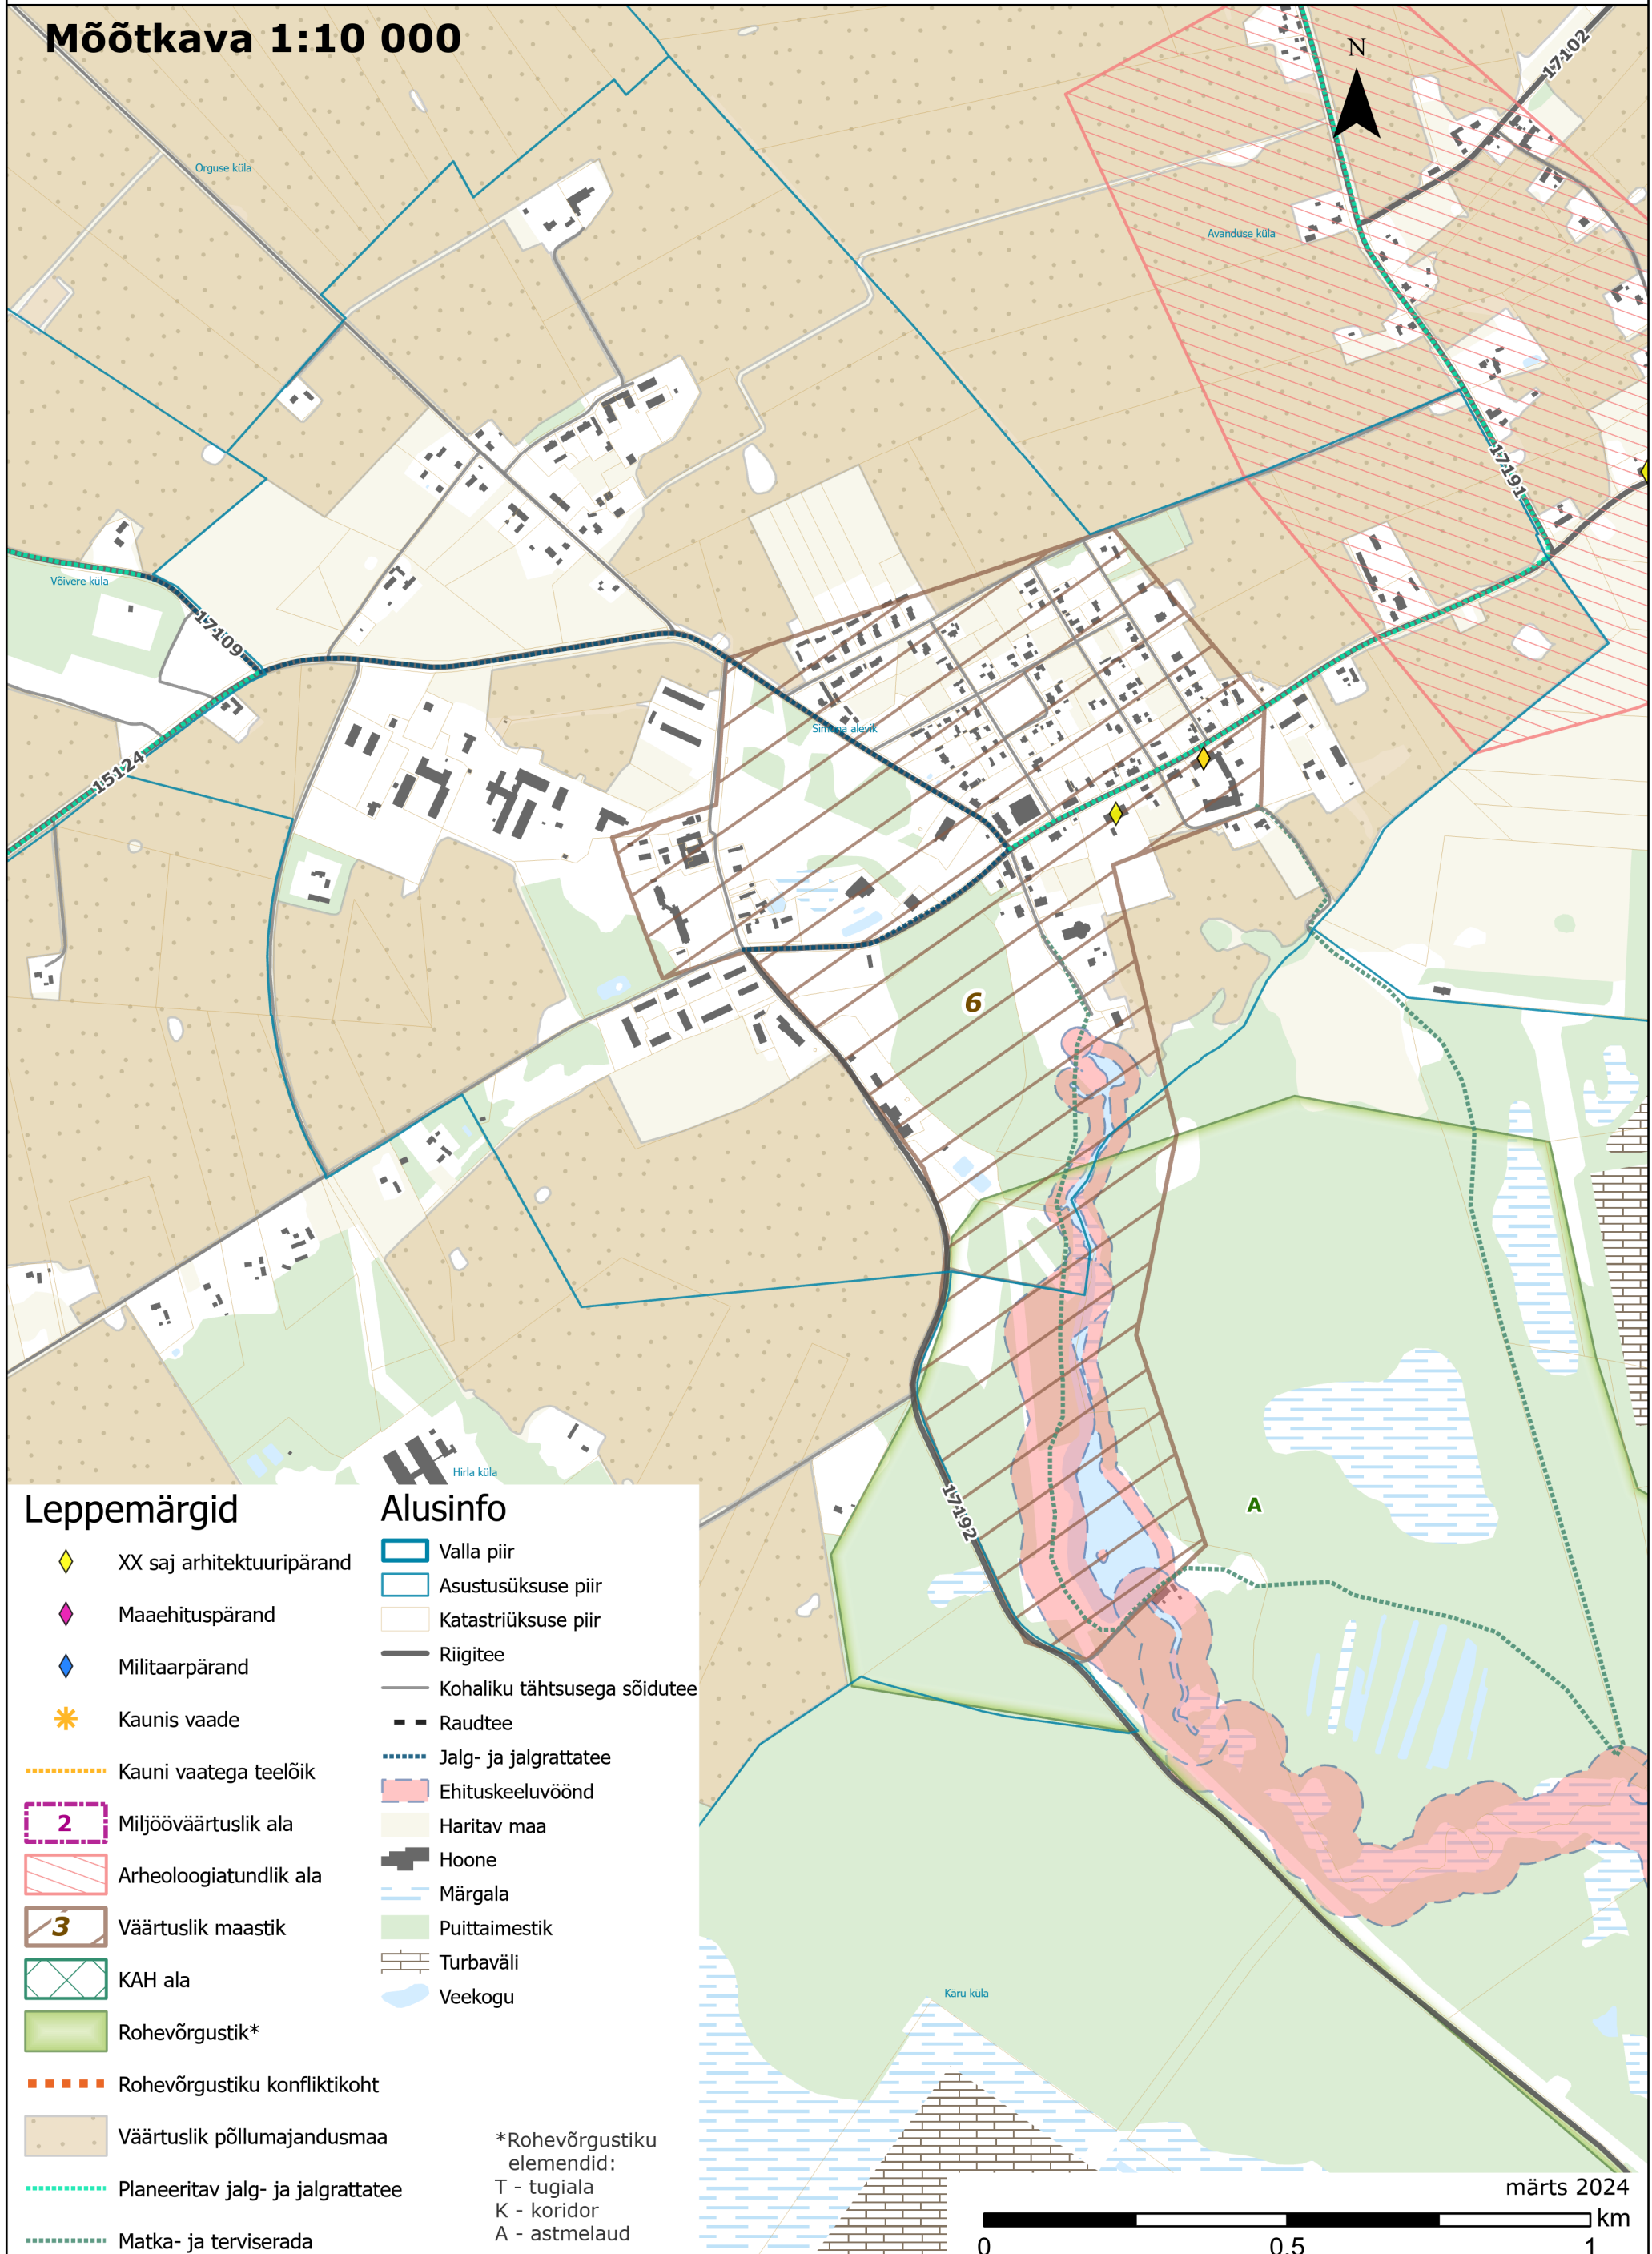 Mõõtkava 1:10 000
N
17102
Orguse küla
Avanduse küla
17191
Võivere küla
17109
Simuna alevik
15124
6
Hirla küla
17192
A
Käru küla
Leppemärgid
XX saj arhitektuuripärand
Maaehituspärand
Militaarpärand
Kaunis vaade
Kauni vaatega teelõik
2
Miljööväärtuslik ala
Arheoloogiatundlik ala
3
Väärtuslik maastik
KAH ala
Rohevõrgustik*
Rohevõrgustiku konfliktikoht
Väärtuslik põllumajandusmaa
Planeeritav jalg- ja jalgrattatee
Matka- ja terviserada
Alusinfo
Valla piir
Asustusüksuse piir
Katastriüksuse piir
Riigitee
Kohaliku tähtsusega sõidutee
Raudtee
Jalg- ja jalgrattatee
Ehituskeeluvöönd
Haritav maa
Hoone
Märgala
Puittaimestik
Turbaväli
Veekogu
*Rohevõrgustiku
elemendid:
T - tugiala
K - koridor
A - astmelaud
märts 2024
km
0 0,5 1